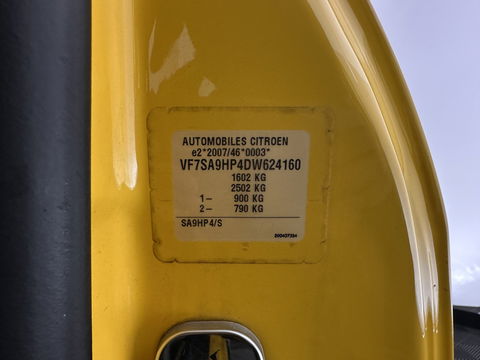 AUTOMOBILES CITROEN
e2*2007/46*0003*
VF7SA9HP4DW624160
1602 KG
2502 KG
1- 900 KG
2- 790 KG
SA9HP4/S